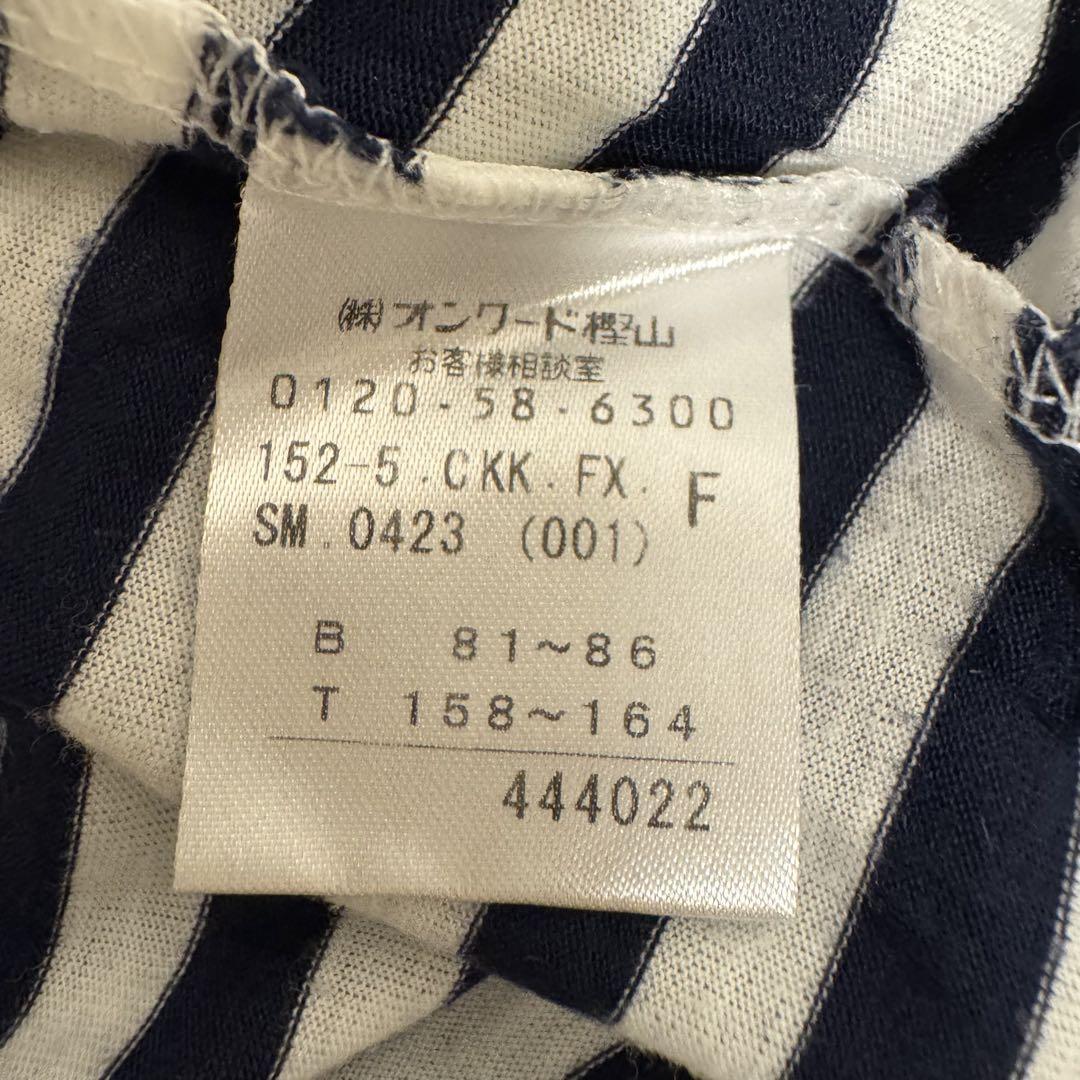 (株)オンワード樫山
お客様相談室
0120-58-6300
152-5.CKK.FX. F
SM.0423 (001)
B 81~86
T 158~164
444022